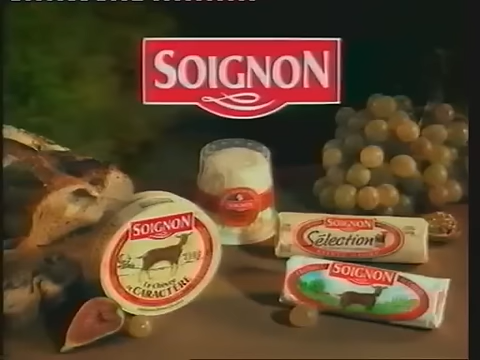 SOIGNON
SOIGNON
Le Chèvre
de CARACTÈRE
SOIGNON
Sélection
SOIGNON